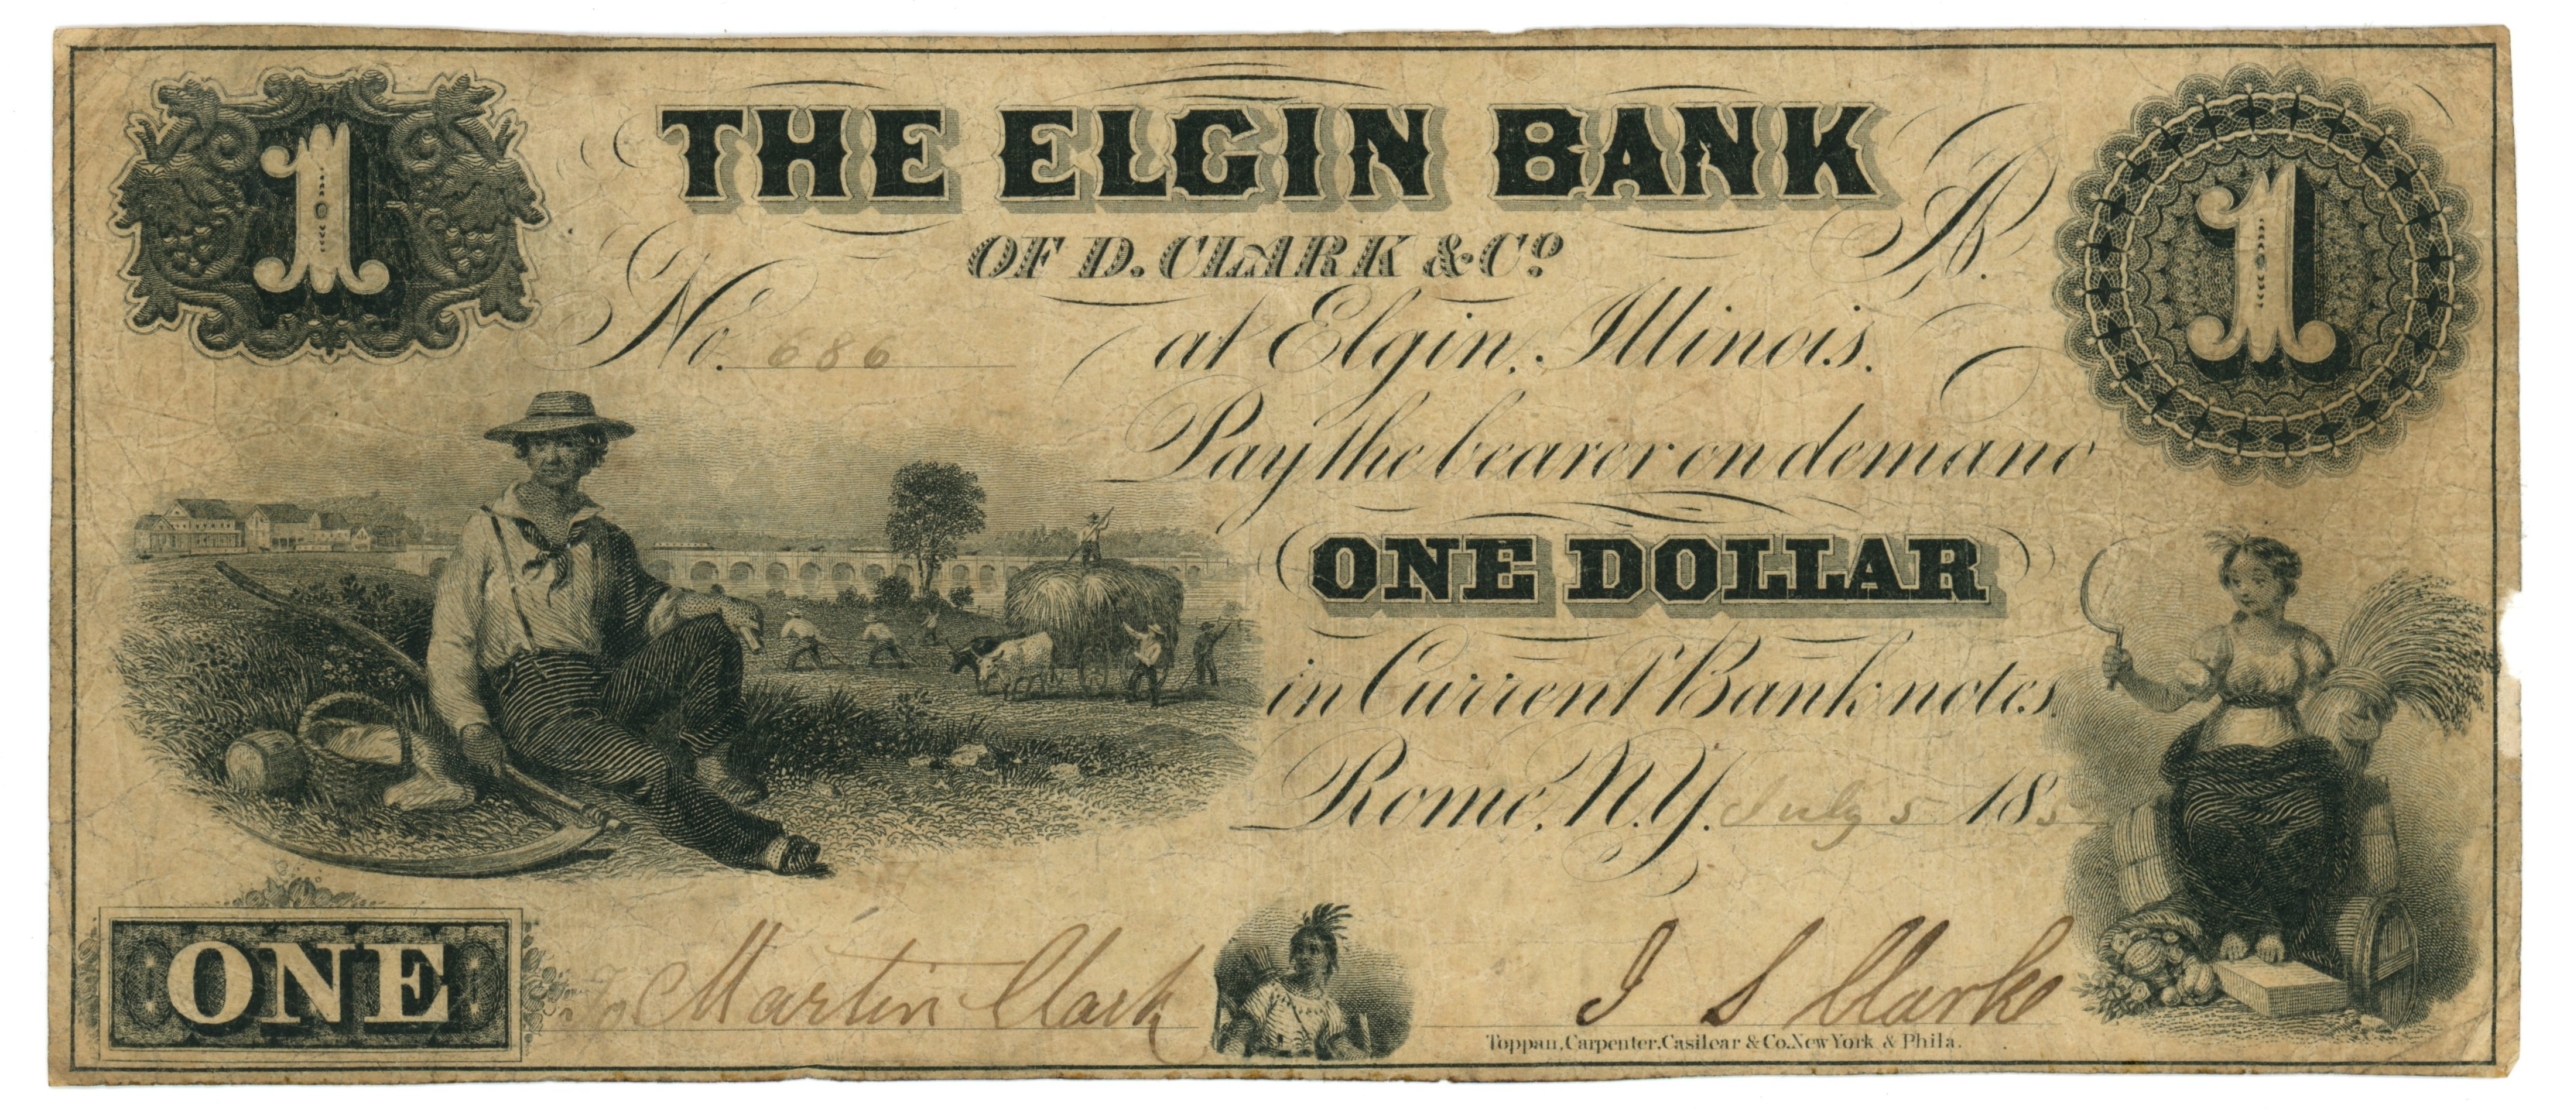 1
THE ELGIN BANK
1
OF D. CLARK & Co.
No. 686
at Elgin, Illinois.
Pay the bearer on demand
ONE DOLLAR
in Current Bank notes.
Rome, N.Y. July 5 185
ONE
To Martin Clark
I S Clarke
Toppan, Carpenter, Casilear & Co. New York & Phila.